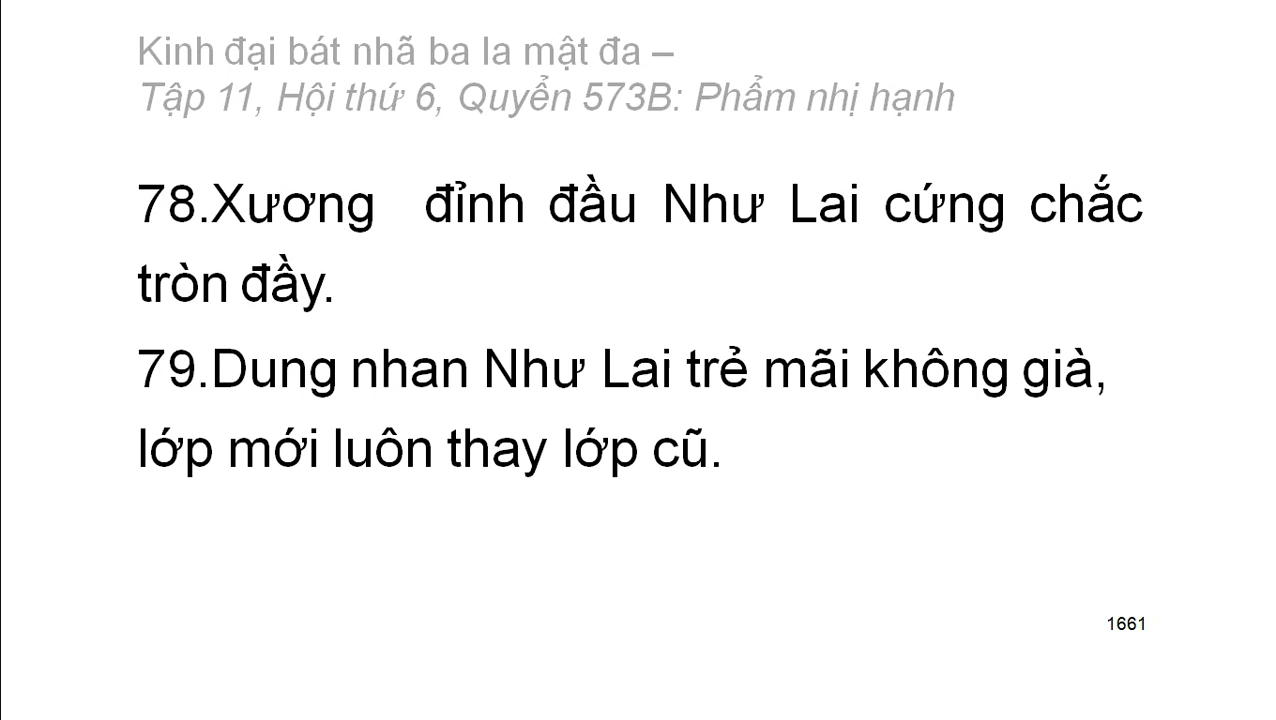 Kinh đại bát nhã ba la mật đa –
Tập 11, Hội thứ 6, Quyển 573B: Phẩm nhị hạnh
78.Xương đỉnh đầu Như Lai cứng chắc
tròn đầy.
79.Dung nhan Như Lai trẻ mãi không già,
lớp mới luôn thay lớp cũ.
1661